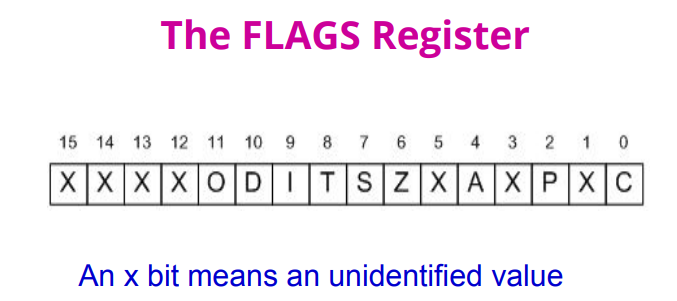 The FLAGS Register
15 14 13 12 11 10 9 8 7 6 5 4 3 2 1 0
X X X X O D I T S Z X A X P X C
An x bit means an unidentified value